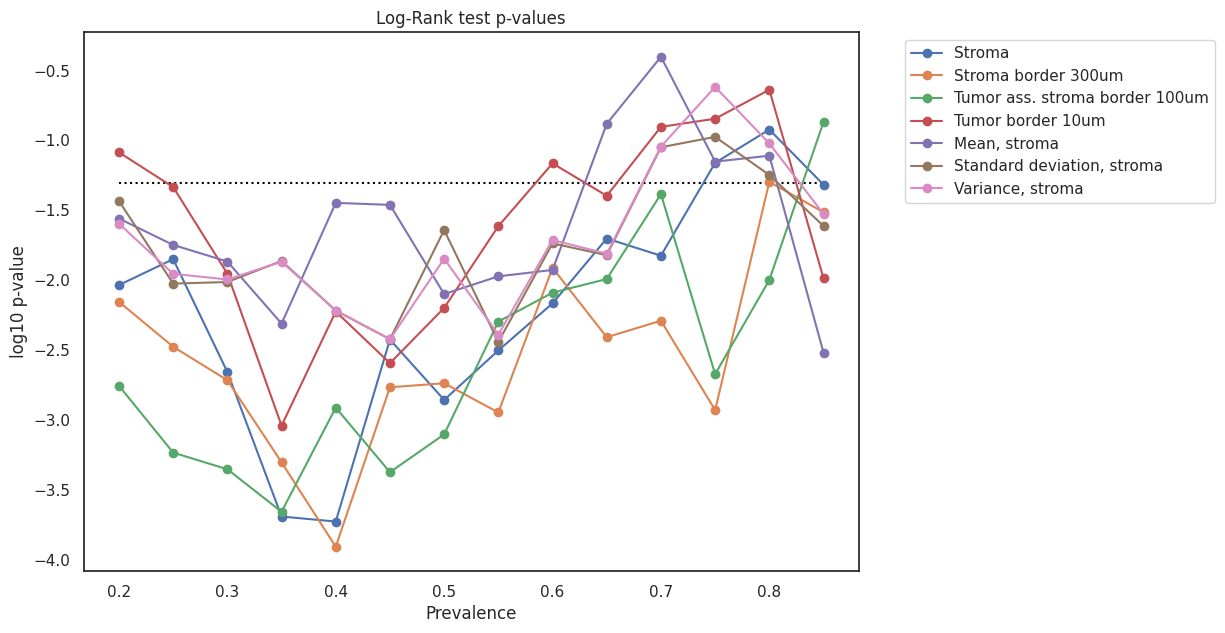 Log-Rank test p-values
log10 p-value
−0.5
−1.0
−1.5
−2.0
−2.5
−3.0
−3.5
−4.0
0.2 0.3 0.4 0.5 0.6 0.7 0.8
Prevalence
Stroma
Stroma border 300um
Tumor ass. stroma border 100um
Tumor border 10um
Mean, stroma
Standard deviation, stroma
Variance, stroma